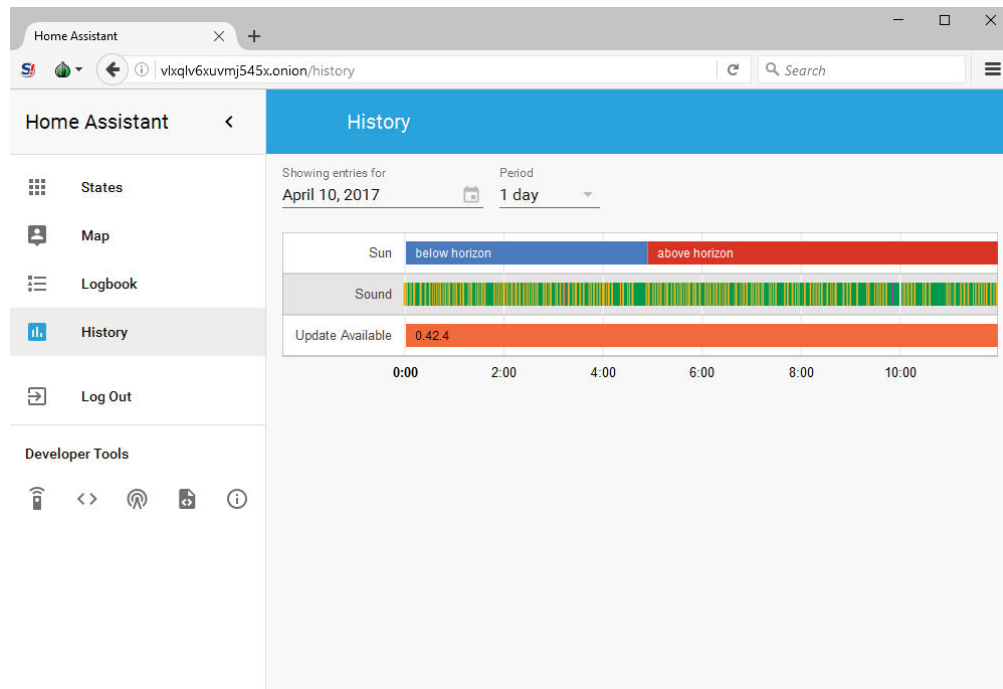 Home Assistant
vlxqlv6xuvmj545x.onion/history
Search
Home Assistant
History
States
Map
Logbook
History
Log Out
Developer Tools
Showing entries for
Period
April 10, 2017
1 day
Sun
below horizon
above horizon
Sound
Update Available
0.42.4
0:00
2:00
4:00
6:00
8:00
10:00